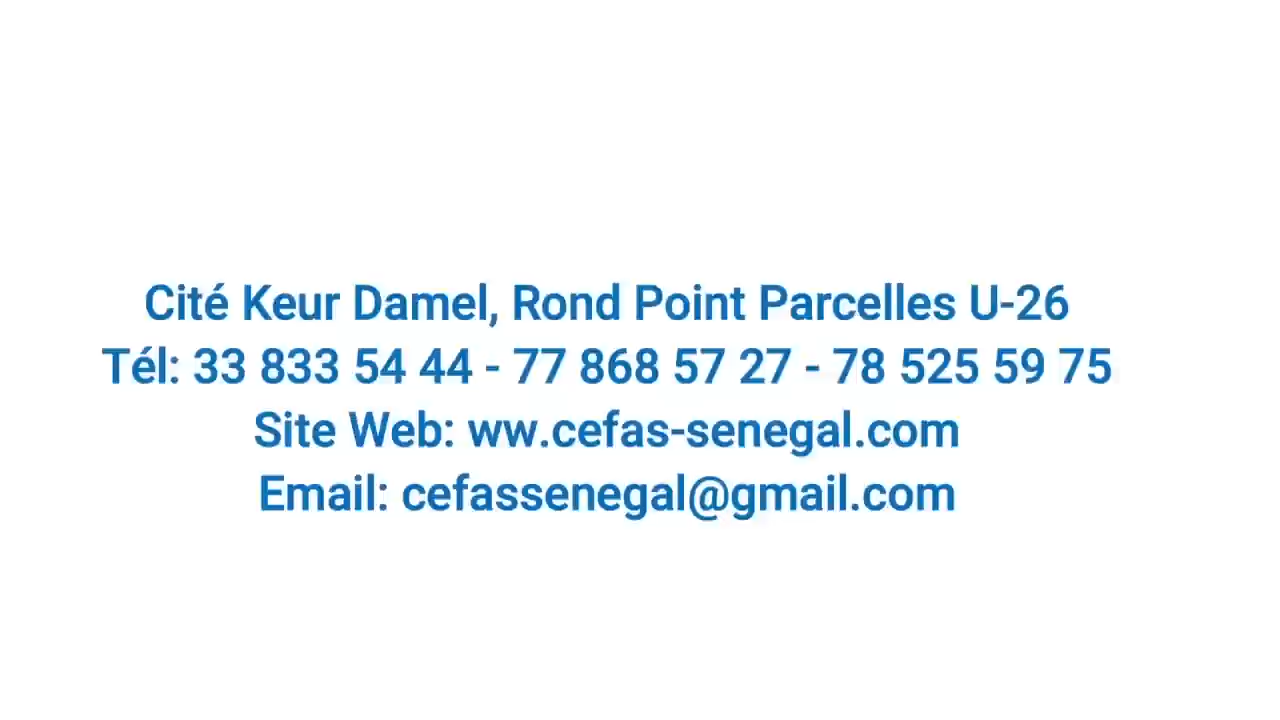 Cité Keur Damel, Rond Point Parcelles U-26
Tél: 33 833 54 44 - 77 868 57 27 - 78 525 59 75
Site Web: ww.cefas-senegal.com
Email: cefassenegal@gmail.com